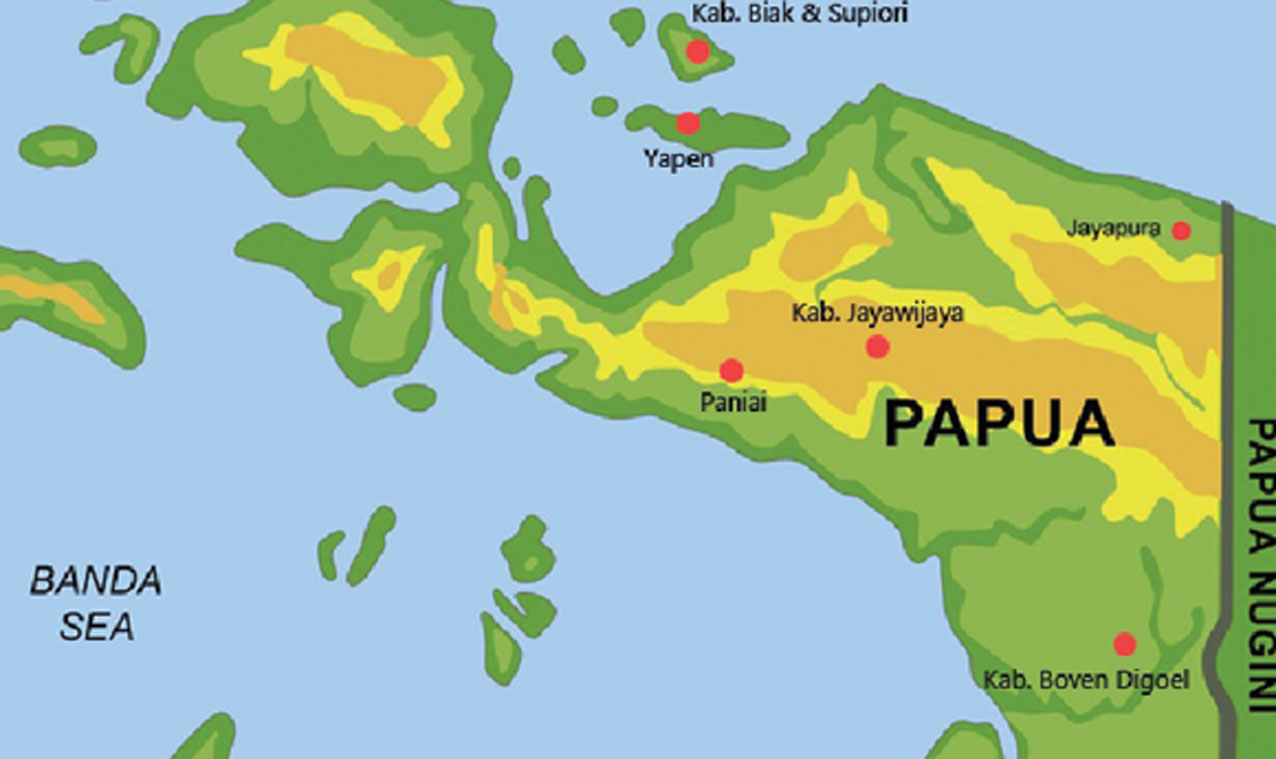 Kab. Biak & Supiori
Yapen
Jayapura
Kab. Jayawijaya
Paniai
PAPUA
PAPUA NUGINI
BANDA
SEA
Kab. Boven Digoel